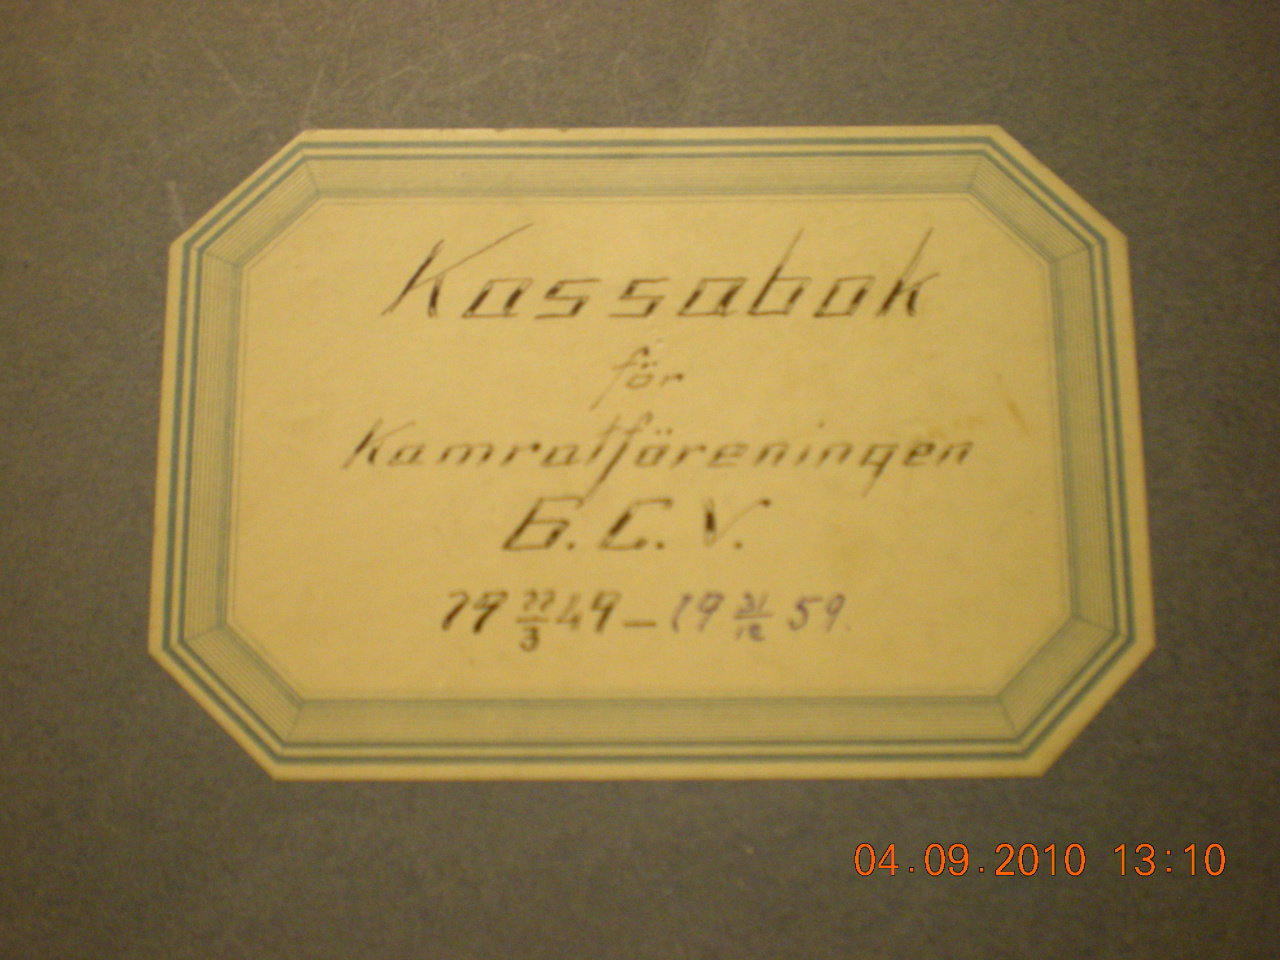 Kassabok
för
Kamratföreningen
G.C.V.
19 22/3 49 — 19 31/12 59.
04.09.2010 13:10